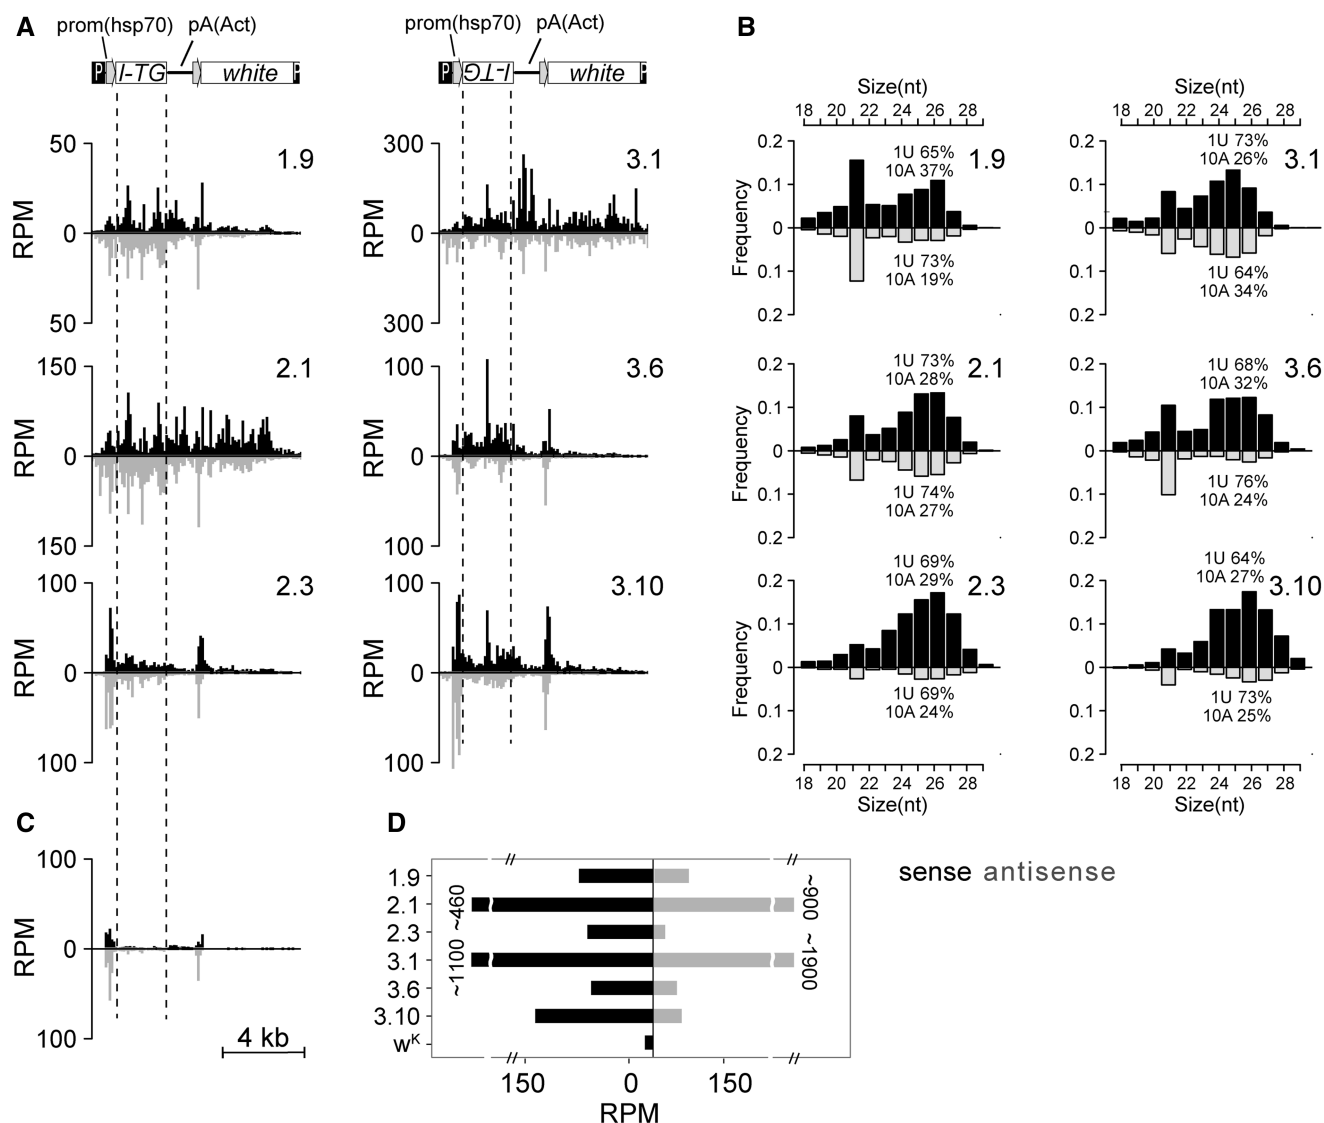 A
prom(hsp70) pA(Act)
P I-TG white P
50
0
50
RPM
1.9
150
0
150
RPM
2.1
100
0
100
RPM
2.3
prom(hsp70) pA(Act)
P I-TG white P
300
0
300
RPM
3.1
100
0
100
RPM
3.6
100
0
100
RPM
3.10
B
Size(nt)
18 20 22 24 26 28
0.2
0.1
0
0.1
0.2
Frequency
1U 65%
10A 37%
1.9
1U 73%
10A 19%
0.2
0.1
0
0.1
0.2
Frequency
1U 73%
10A 28%
2.1
1U 74%
10A 27%
0.2
0.1
0
0.1
0.2
Frequency
1U 69%
10A 29%
2.3
1U 69%
10A 24%
18 20 22 24 26 28
Size(nt)
Size(nt)
18 20 22 24 26 28
0.2
0.1
0
0.1
0.2
1U 73%
10A 26%
3.1
1U 64%
10A 34%
0.2
0.1
0
0.1
0.2
1U 68%
10A 32%
3.6
1U 76%
10A 24%
0.2
0.1
0
0.1
0.2
1U 64%
10A 27%
3.10
1U 73%
10A 25%
18 20 22 24 26 28
Size(nt)
C
100
0
100
RPM
4 kb
D
1.9
2.1
2.3
3.1
3.6
3.10
wᴷ
~460
~1100
~900
~1900
150 0 150
RPM
sense antisense